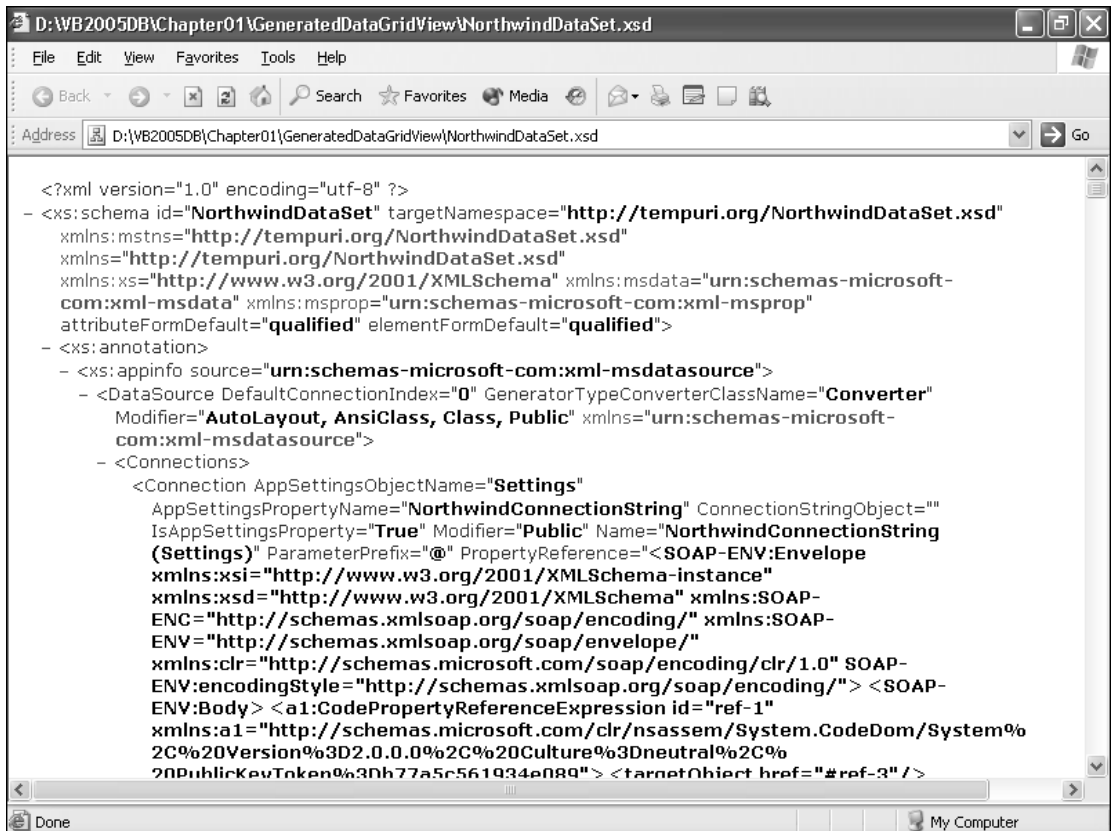 D:\VB2005DB\Chapter01\GeneratedDataGridView\NorthwindDataSet.xsd
File Edit View Favorites Tools Help
Back Search Favorites Media
Address D:\VB2005DB\Chapter01\GeneratedDataGridView\NorthwindDataSet.xsd Go
<?xml version="1.0" encoding="utf-8" ?>
- <xs:schema id="NorthwindDataSet" targetNamespace="http://tempuri.org/NorthwindDataSet.xsd"
xmlns:mstns="http://tempuri.org/NorthwindDataSet.xsd"
xmlns="http://tempuri.org/NorthwindDataSet.xsd"
xmlns:xs="http://www.w3.org/2001/XMLSchema" xmlns:msdata="urn:schemas-microsoft-
com:xml-msdata" xmlns:msprop="urn:schemas-microsoft-com:xml-msprop"
attributeFormDefault="qualified" elementFormDefault="qualified">
- <xs:annotation>
- <xs:appinfo source="urn:schemas-microsoft-com:xml-msdatasource">
- <DataSource DefaultConnectionIndex="0" GeneratorTypeConverterClassName="Converter"
Modifier="AutoLayout, AnsiClass, Class, Public" xmlns="urn:schemas-microsoft-
com:xml-msdatasource">
- <Connections>
<Connection AppSettingsObjectName="Settings"
AppSettingsPropertyName="NorthwindConnectionString" ConnectionStringObject=""
IsAppSettingsProperty="True" Modifier="Public" Name="NorthwindConnectionString
(Settings)" ParameterPrefix="@" PropertyReference="<SOAP-ENV:Envelope
xmlns:xsi="http://www.w3.org/2001/XMLSchema-instance"
xmlns:xsd="http://www.w3.org/2001/XMLSchema" xmlns:SOAP-
ENC="http://schemas.xmlsoap.org/soap/encoding/" xmlns:SOAP-
ENV="http://schemas.xmlsoap.org/soap/envelope/"
xmlns:clr="http://schemas.microsoft.com/soap/encoding/clr/1.0" SOAP-
ENV:encodingStyle="http://schemas.xmlsoap.org/soap/encoding/"> <SOAP-
ENV:Body> <a1:CodePropertyReferenceExpression id="ref-1"
xmlns:a1="http://schemas.microsoft.com/clr/nsassem/System.CodeDom/System%
2C%20Version%3D2.0.0.0%2C%20Culture%3Dneutral%2C%
20PublicKeyToken%3Db77a5c561934e089"> <targetObject href="#ref-3"/>
Done My Computer